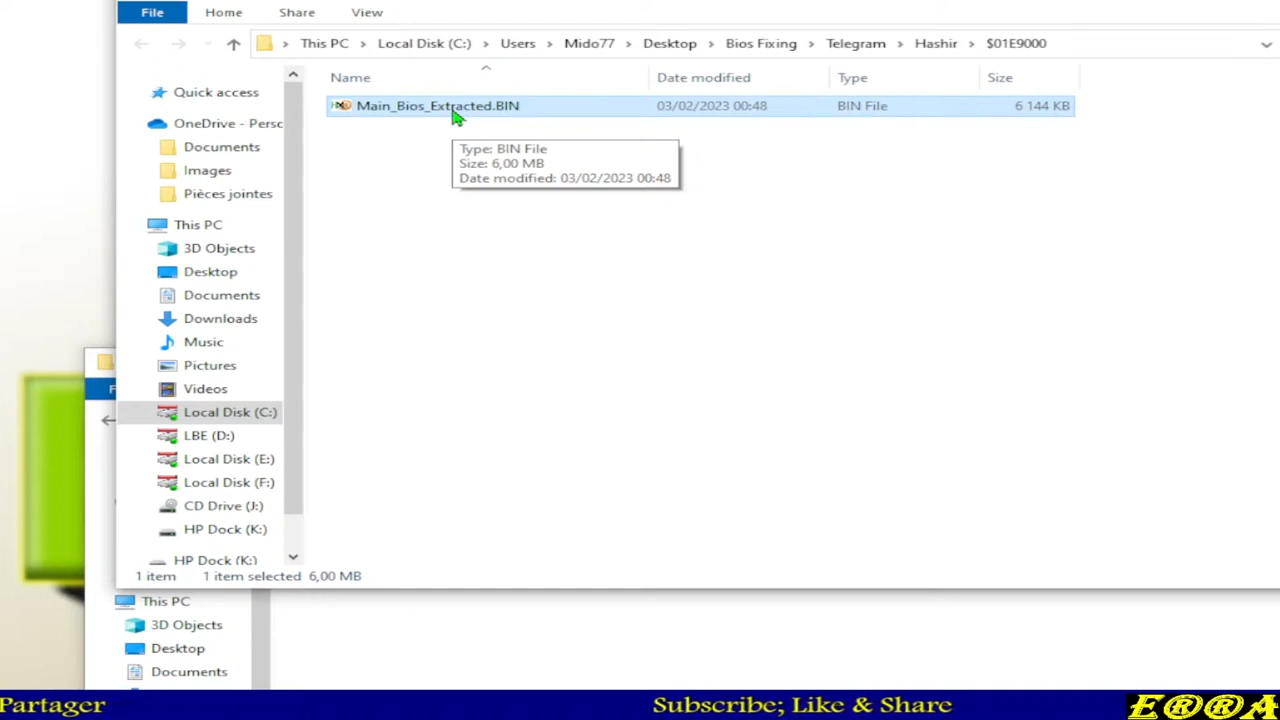 File Home Share View
This PC Local Disk (C:) Users Mido77 Desktop Bios Fixing Telegram Hashir $01E9000
Name Date modified Type Size
Main_Bios_Extracted.BIN 03/02/2023 00:48 BIN File 6 144 KB
Type: BIN File
Size: 6,00 MB
Date modified: 03/02/2023 00:48
Quick access
OneDrive - Persc
Documents
Images
Pièces jointes
This PC
3D Objects
Desktop
Documents
Downloads
Music
Pictures
Videos
Local Disk (C:)
LBE (D:)
Local Disk (E:)
Local Disk (F:)
CD Drive (J:)
HP Dock (K:)
HP Dock (K:)
1 item 1 item selected 6,00 MB
This PC
3D Objects
Desktop
Documents
Partager Subscribe; Like & Share E®®A